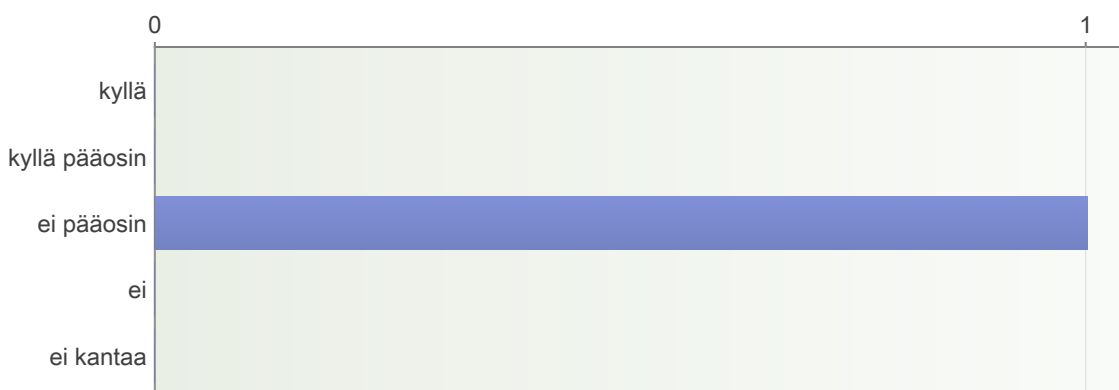 0 1
kyllä
kyllä pääosin
ei pääosin
ei
ei kantaa